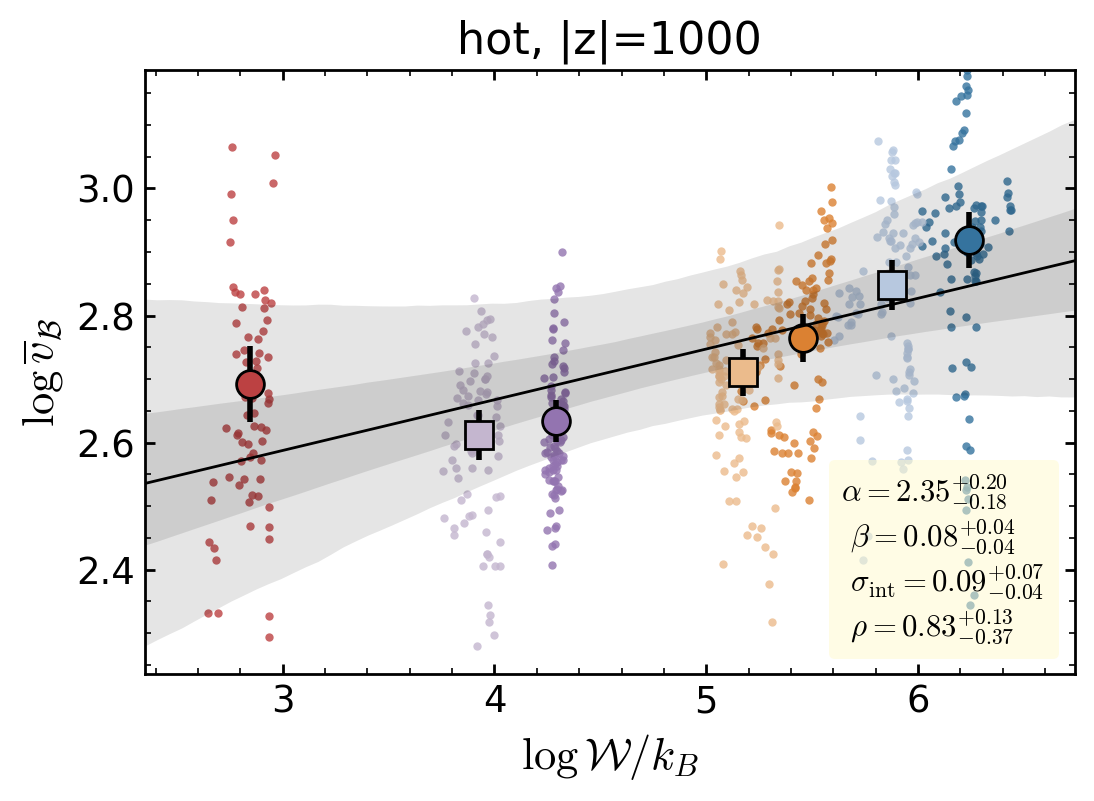 hot, |z|=1000
log v̅_ℬ
3.0
2.8
2.6
2.4
α = 2.35^{+0.20}_{−0.18}
β = 0.08^{+0.04}_{−0.04}
σ_int = 0.09^{+0.07}_{−0.04}
ρ = 0.83^{+0.13}_{−0.37}
3 4 5 6
log 𝒲/k_B